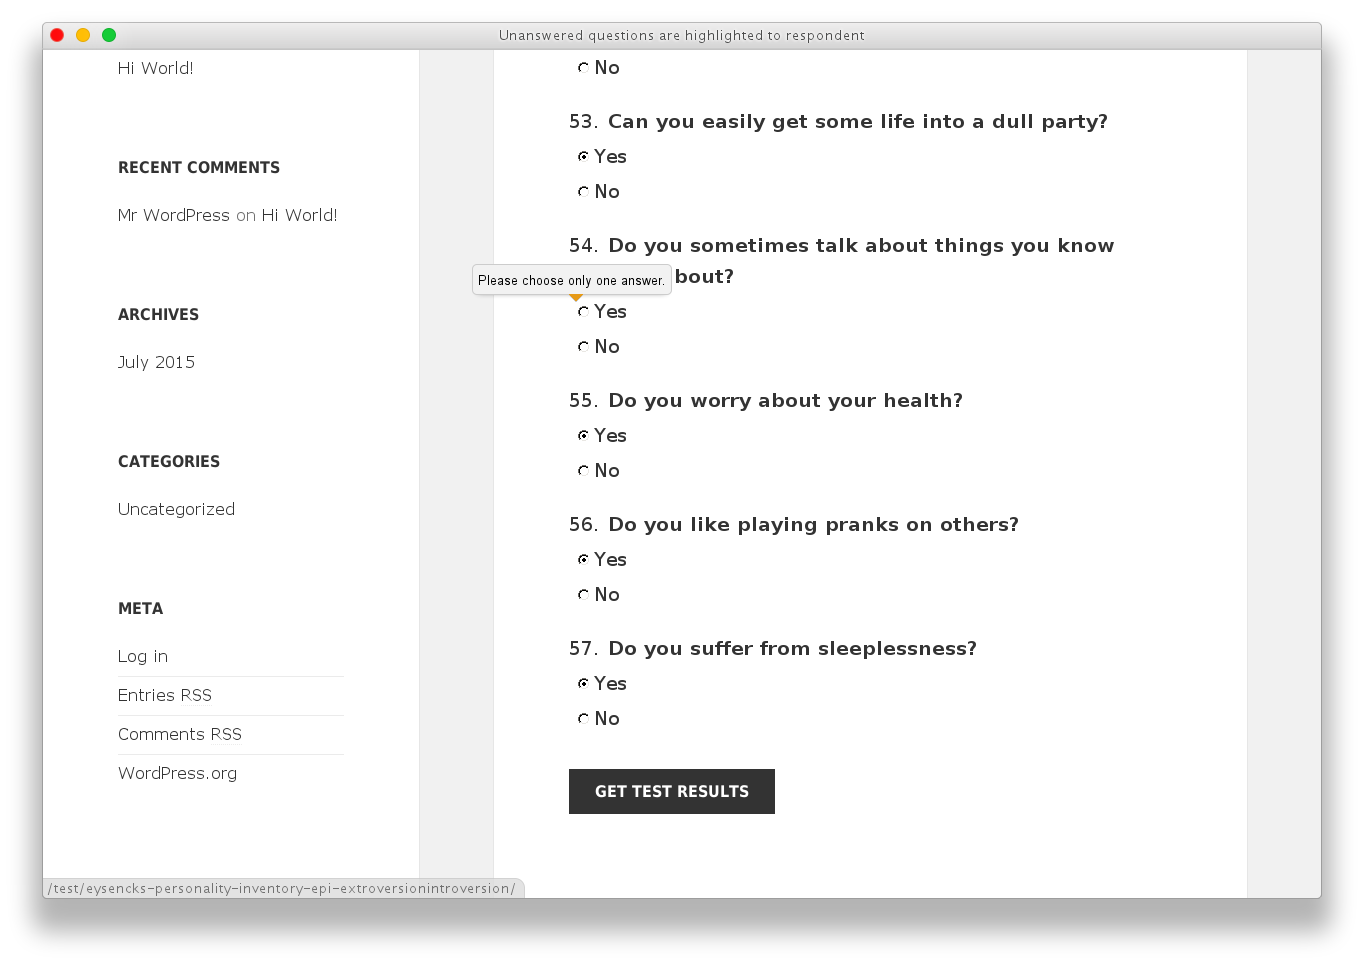 Unanswered questions are highlighted to respondent
Hi World!
RECENT COMMENTS
Mr WordPress on Hi World!
ARCHIVES
July 2015
CATEGORIES
Uncategorized
META
Log in
Entries RSS
Comments RSS
WordPress.org
No
53. Can you easily get some life into a dull party?
Yes
No
54. Do you sometimes talk about things you know
bout?
Please choose only one answer.
Yes
No
55. Do you worry about your health?
Yes
No
56. Do you like playing pranks on others?
Yes
No
57. Do you suffer from sleeplessness?
Yes
No
GET TEST RESULTS
/test/eysencks-personality-inventory-epi-extroversionintroversion/